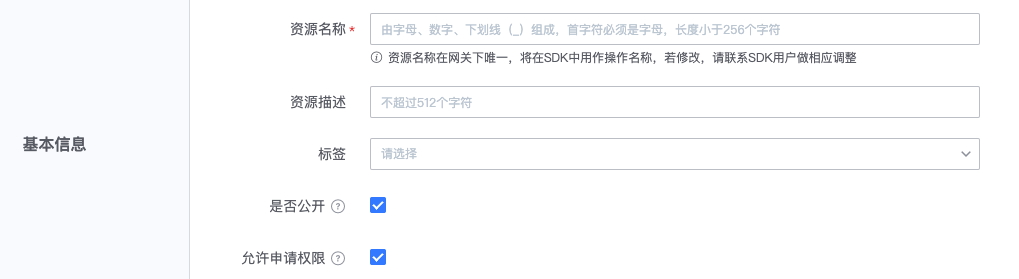 资源名称 *
由字母、数字、下划线（_）组成，首字符必须是字母，长度小于256个字符
资源名称在网关下唯一，将在SDK中用作操作名称，若修改，请联系SDK用户做相应调整
资源描述
不超过512个字符
基本信息
标签
请选择
是否公开
允许申请权限